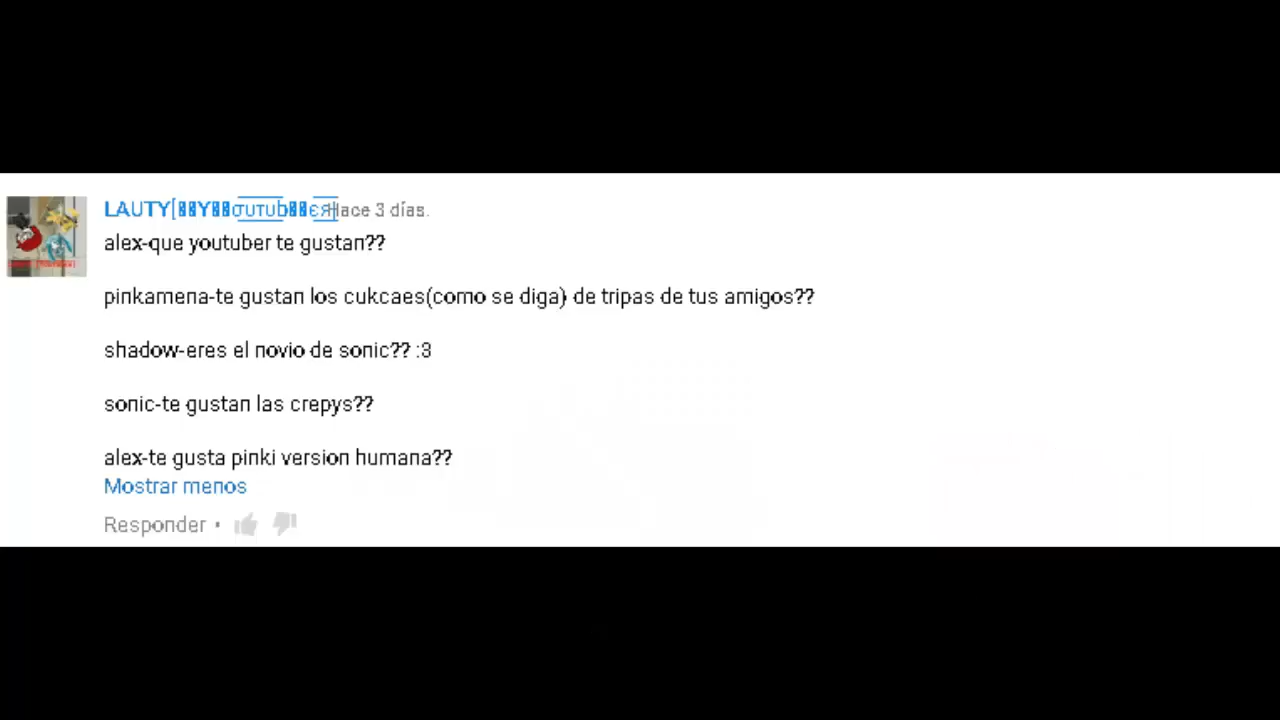 LAUTY Hace 3 días.
alex-que youtuber te gustan??
pinkamena-te gustan los cukcaes(como se diga) de tripas de tus amigos??
shadow-eres el novio de sonic?? :3
sonic-te gustan las crepys??
alex-te gusta pinki version humana??
Mostrar menos
Responder •